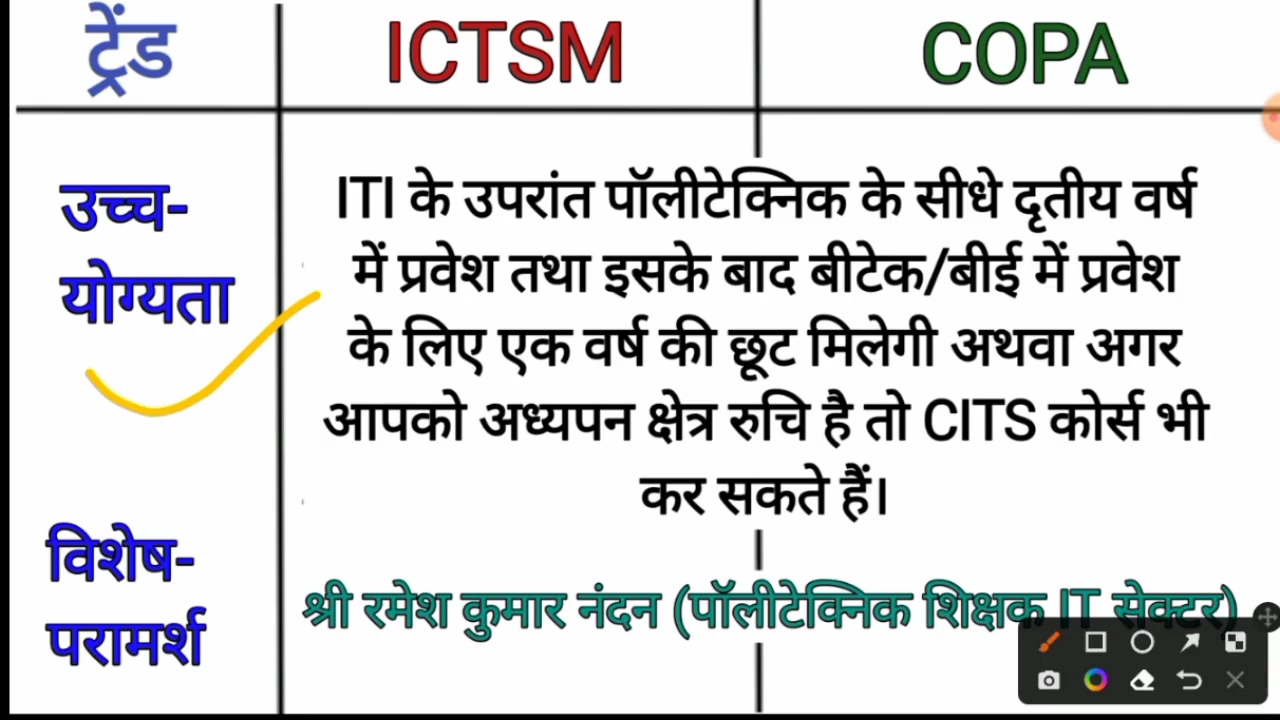 ट्रेंड ICTSM COPA
उच्च-
योग्यता
ITI के उपरांत पॉलीटेक्निक के सीधे दृतीय वर्ष
में प्रवेश तथा इसके बाद बीटेक/बीई में प्रवेश
के लिए एक वर्ष की छूट मिलेगी अथवा अगर
आपको अध्यपन क्षेत्र रुचि है तो CITS कोर्स भी
कर सकते हैं।
विशेष-
परामर्श
श्री रमेश कुमार नंदन (पॉलीटेक्निक शिक्षक IT सेक्टर)